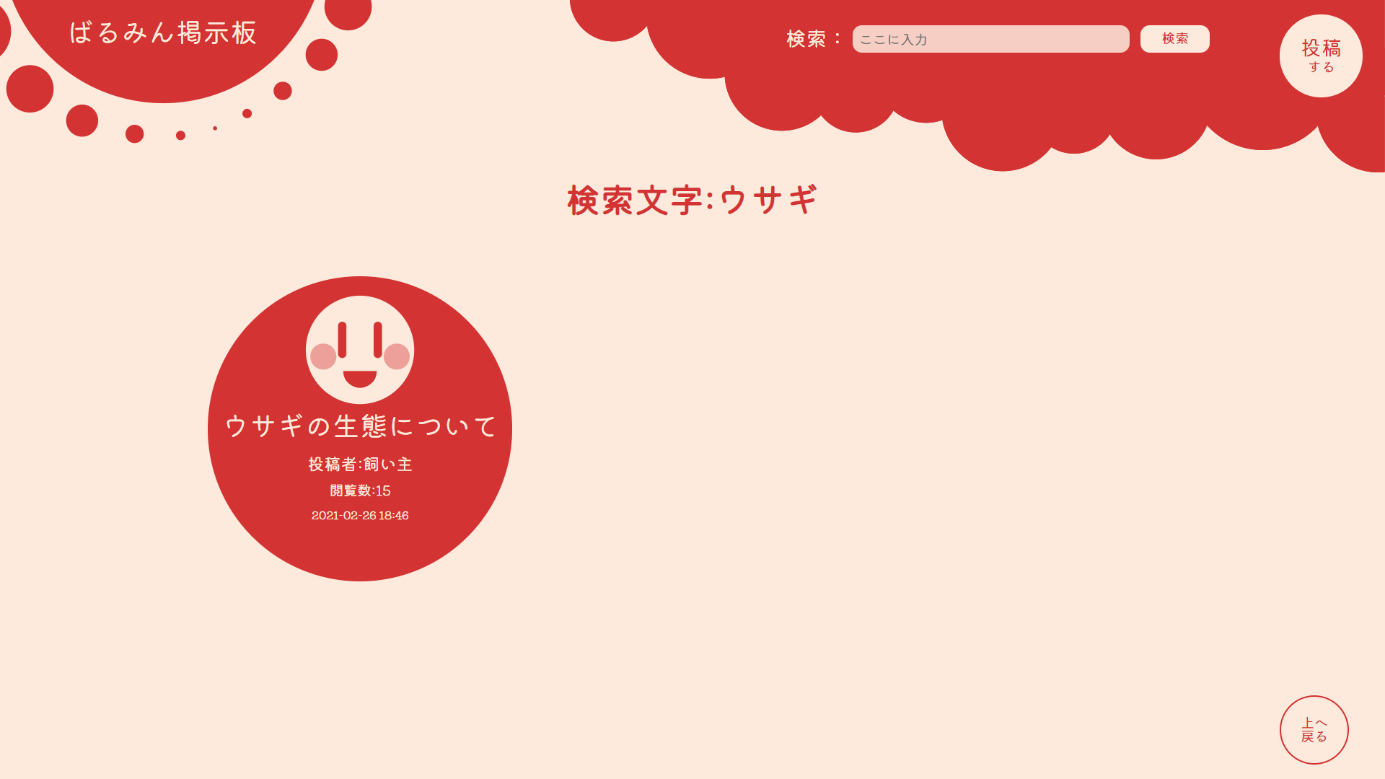 ばるみん掲示板
検索：
ここに入力
検索
投稿
する
検索文字:ウサギ
ウサギの生態について
投稿者:飼い主
閲覧数:15
2021-02-26 18:46
上へ
戻る